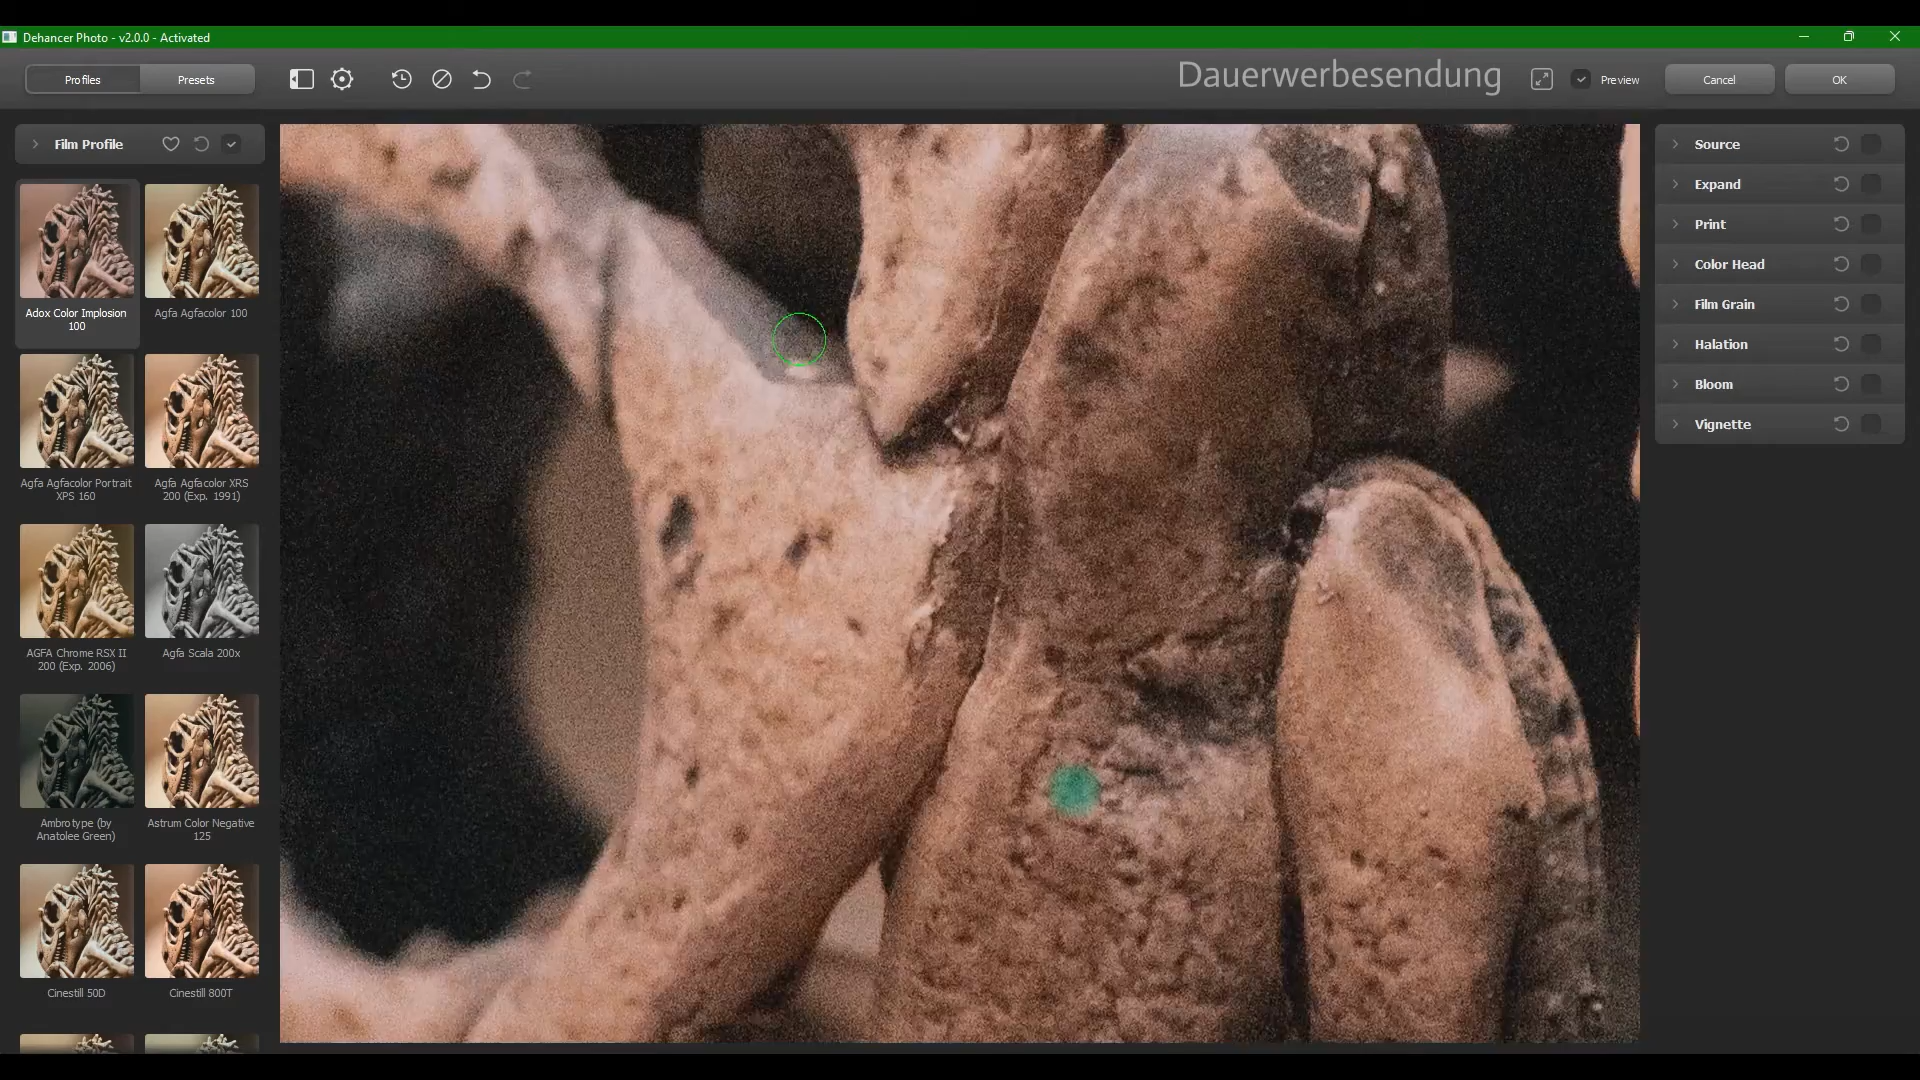 Dehancer Photo - v2.0.0 - Activated
Profiles
Presets
Dauerwerbesendung
Preview
Cancel
OK
Film Profile
Adox Color Implosion
100
Agfa Agfacolor 100
Agfa Agfacolor Portrait
XPS 160
Agfa Agfacolor XRS
200 (Exp. 1991)
AGFA Chrome RSX II
200 (Exp. 2006)
Agfa Scala 200x
Ambrotype (by
Anatolee Green)
Astrum Color Negative
125
Cinestill 50D
Cinestill 800T
Source
Expand
Print
Color Head
Film Grain
Halation
Bloom
Vignette